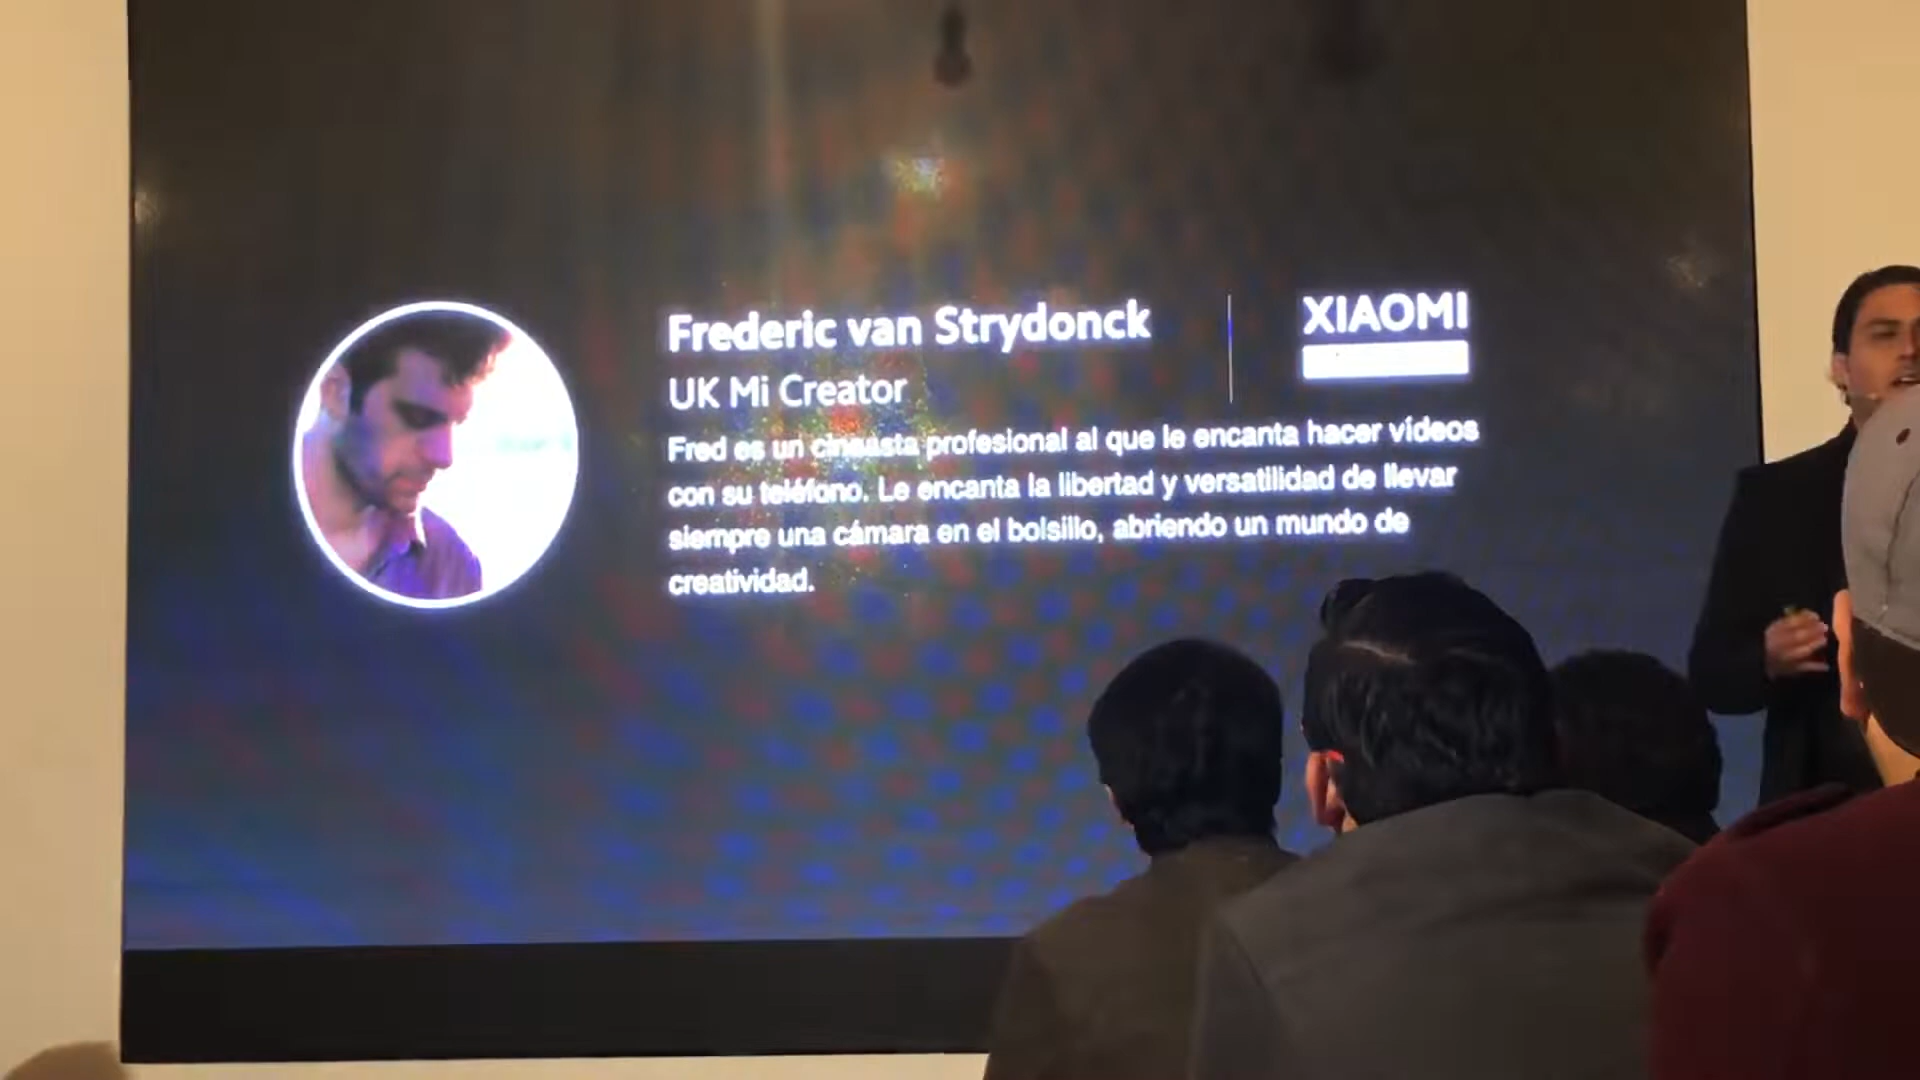 Frederic van Strydonck
XIAOMI
UK Mi Creator
Fred es un cineasta profesional al que le encanta hacer vídeos
con su teléfono. Le encanta la libertad y versatilidad de llevar
siempre una cámara en el bolsillo, abriendo un mundo de
creatividad.